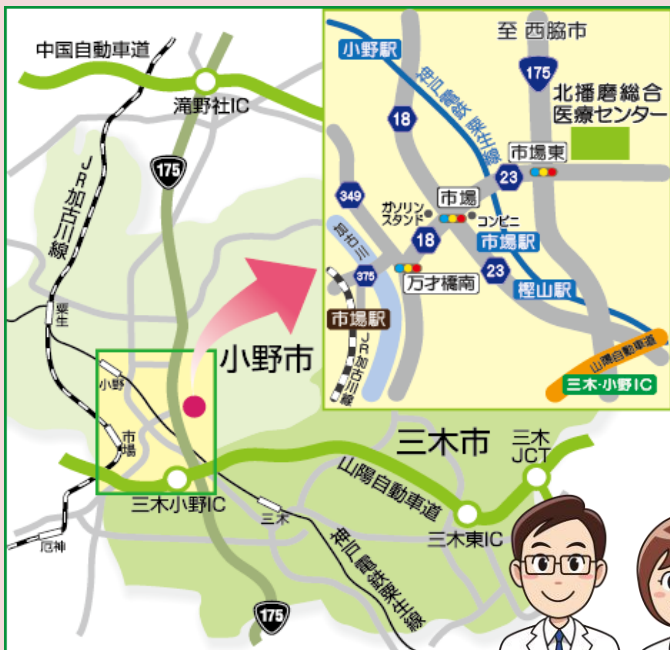 中国自動車道
滝野社IC
175
JR加古川線
粟生
小野
市場
厄神
小野市
三木小野IC
三木
山陽自動車道
三木市
三木
JCT
三木東IC
神戸電鉄粟生線
175
至 西脇市
小野駅
神戸電鉄粟生線
175
北播磨総合
医療センター
18
市場東
23
349
市場
ガソリン
スタンド
コンビニ
加古川
18
市場駅
375
万才橋南
23
樫山駅
市場駅
JR加古川線
山陽自動車道
三木・小野IC